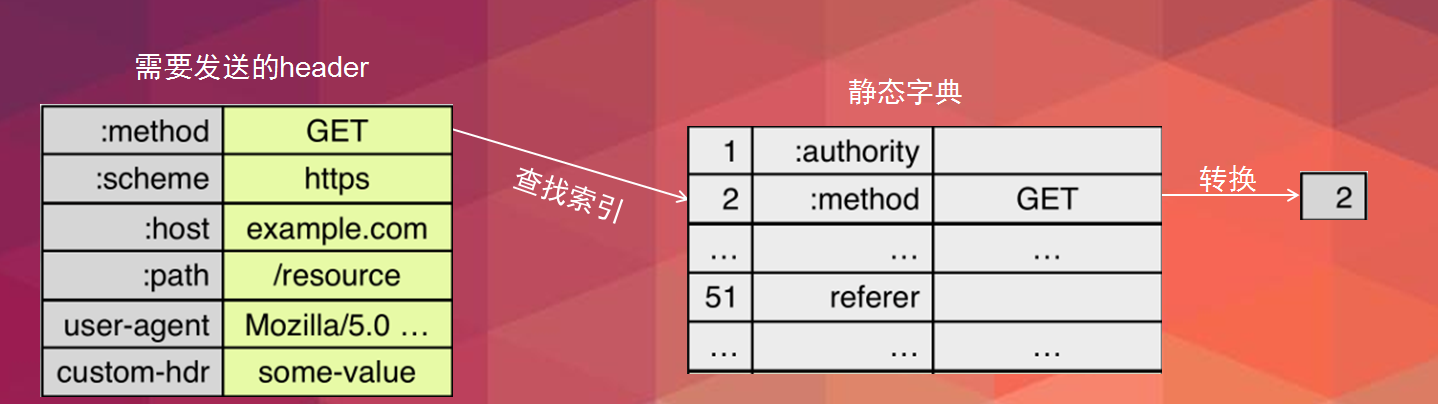 需要发送的header
:method GET
:scheme https
:host example.com
:path /resource
user-agent Mozilla/5.0 …
custom-hdr some-value
查找索引
静态字典
1 :authority
2 :method GET
… … …
51 referer
… … …
转换
2